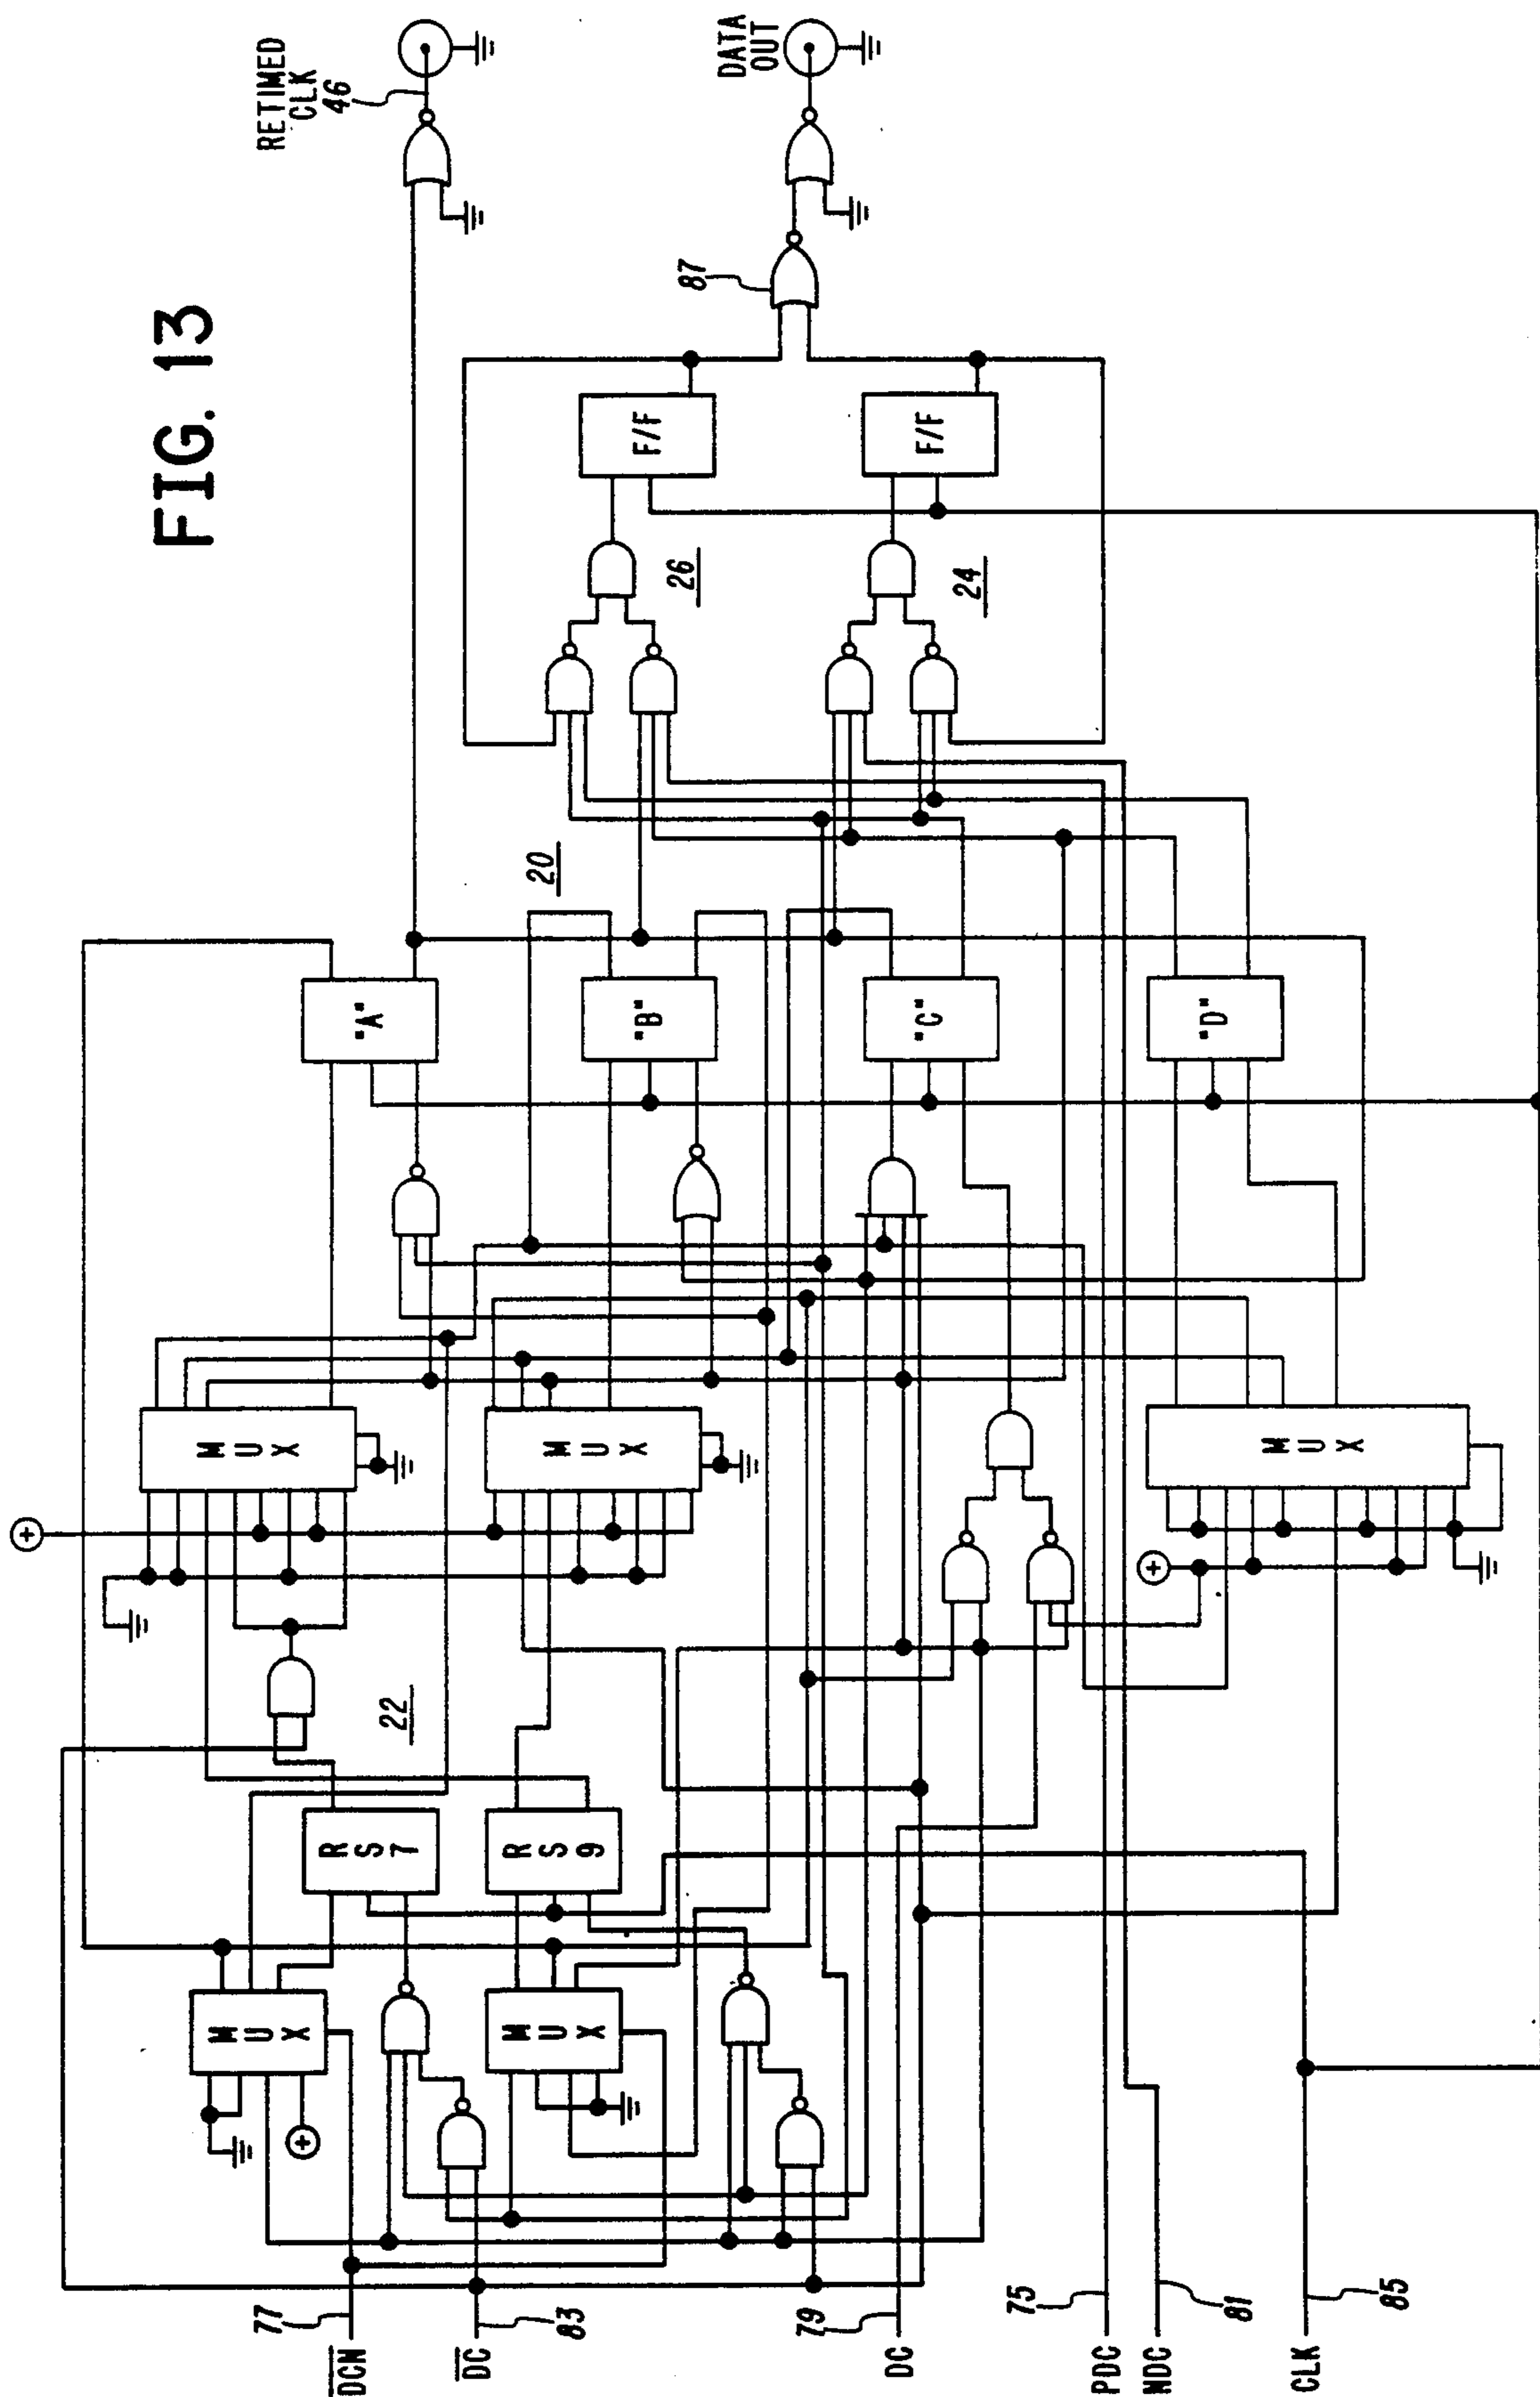 FIG. 13
RETIMED
CLK
46
DATA
OUT
87
F/F
F/F
26
24
20
"A"
"B"
"C"
"D"
MUX
MUX
MUX
22
RS7
RS9
MUX
MUX
77
DCN
83
DC
79
DC
75
PDC
81
NDC
85
CLK